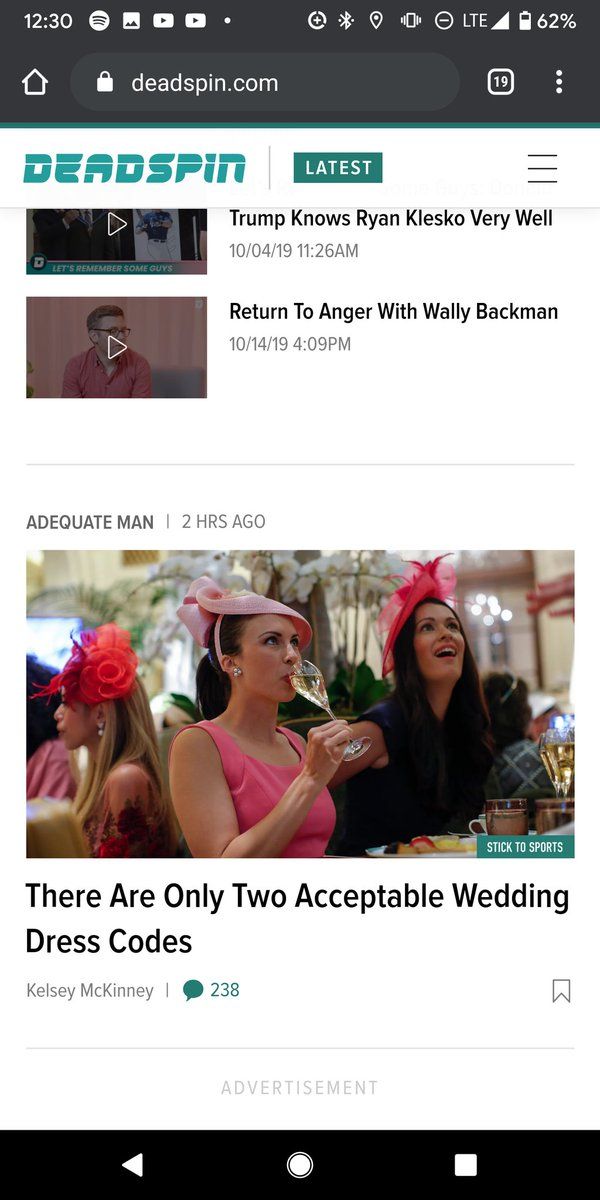 12:30
LTE
62%
deadspin.com
19
DEADSPIN
LATEST
Trump Knows Ryan Klesko Very Well
10/04/19 11:26AM
LET'S REMEMBER SOME GUYS
Return To Anger With Wally Backman
10/14/19 4:09PM
ADEQUATE MAN | 2 HRS AGO
STICK TO SPORTS
There Are Only Two Acceptable Wedding
Dress Codes
Kelsey McKinney | 238
ADVERTISEMENT